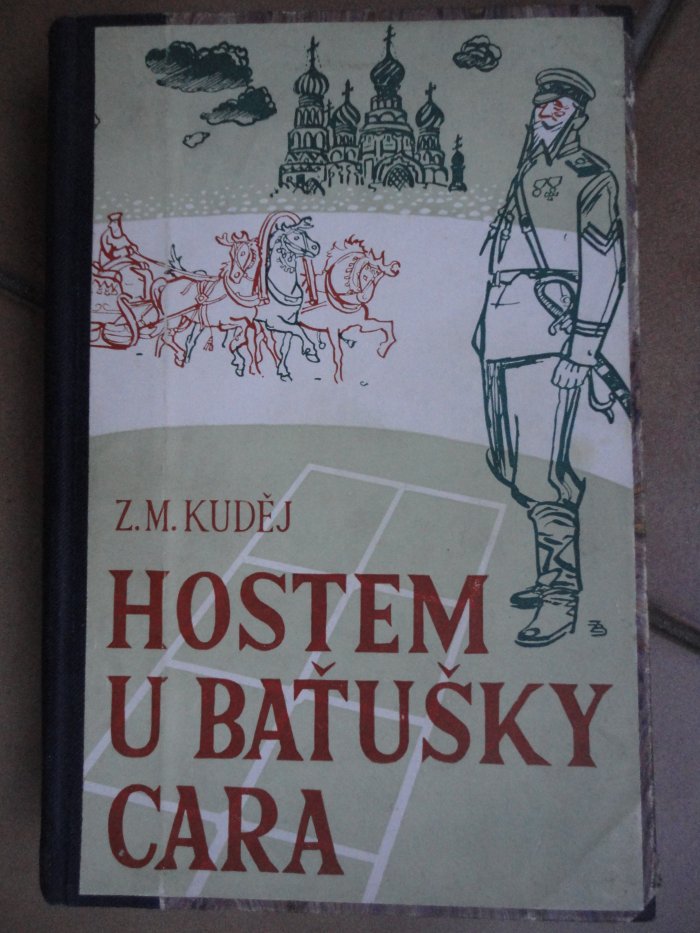 Z.M. KUDĚJ
HOSTEM
U BAŤUŠKY
CARA